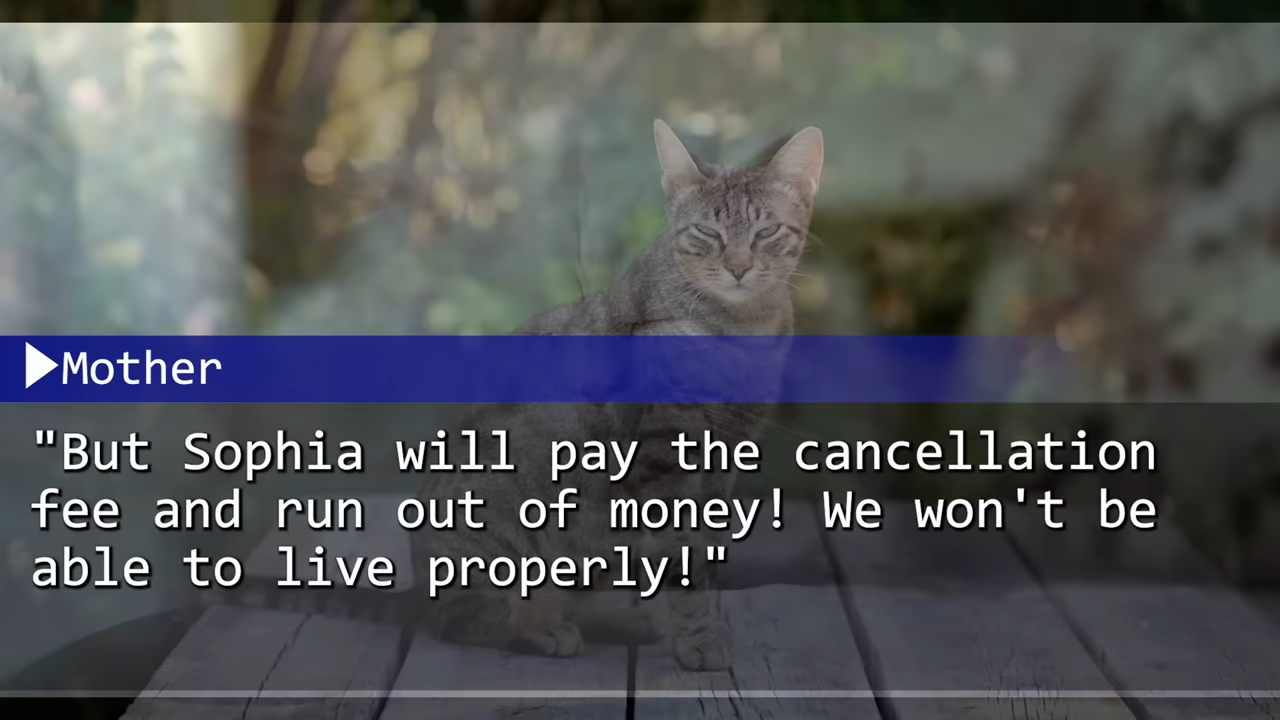 ▶Mother
"But Sophia will pay the cancellation
fee and run out of money! We won't be
able to live properly!"